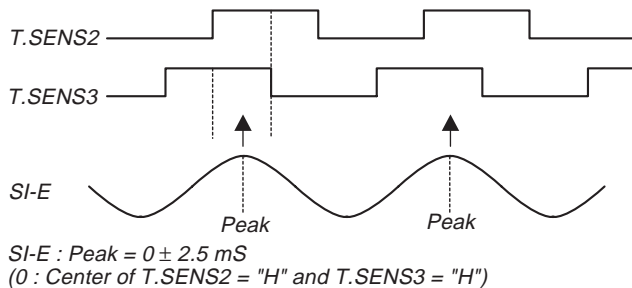 T.SENS2
T.SENS3
SI-E
Peak
Peak
SI-E : Peak = 0 ± 2.5 mS
(0 : Center of T.SENS2 = "H" and T.SENS3 = "H")